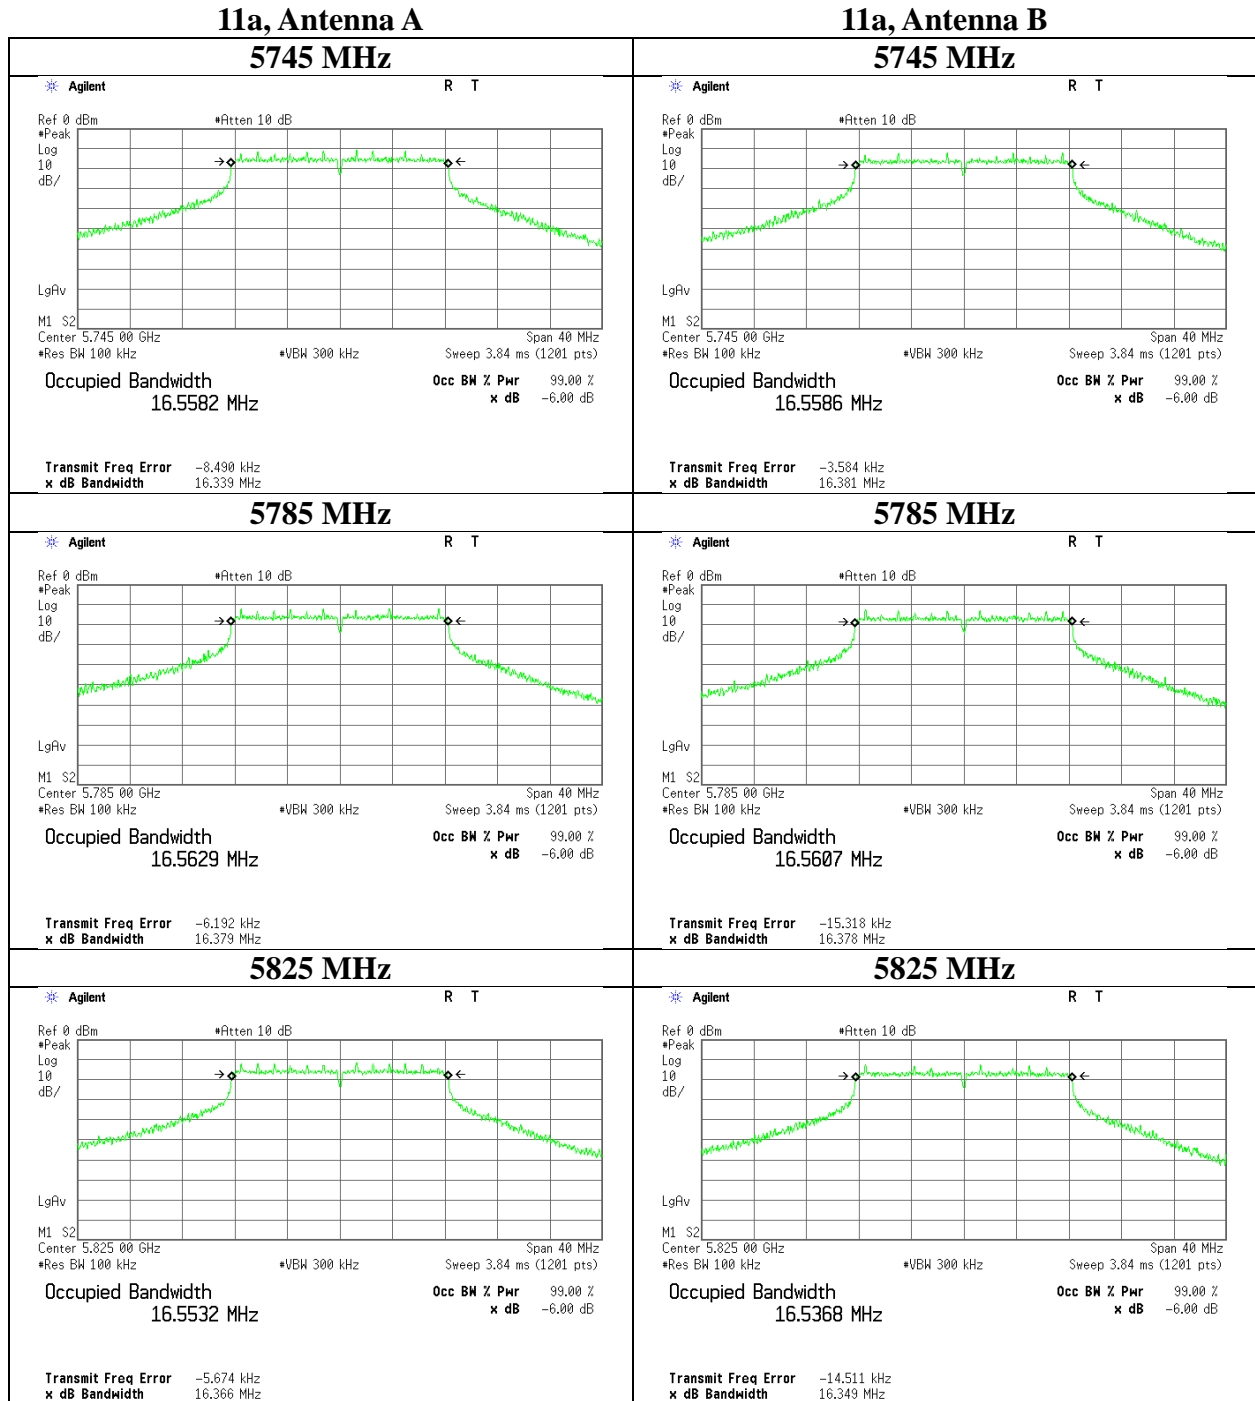 11a, Antenna A
11a, Antenna B
5745 MHz
5745 MHz
Agilent
R T
Ref 0 dBm
#Atten 10 dB
#Peak
Log
10
dB/
LgAv
M1 S2
Center 5.745 00 GHz
Span 40 MHz
#Res BW 100 kHz
#VBW 300 kHz
Sweep 3.84 ms (1201 pts)
Occupied Bandwidth
16.5582 MHz
Occ BW % Pwr 99.00 %
x dB -6.00 dB
Transmit Freq Error -8.490 kHz
x dB Bandwidth 16.339 MHz
Agilent
R T
Ref 0 dBm
#Atten 10 dB
#Peak
Log
10
dB/
LgAv
M1 S2
Center 5.745 00 GHz
Span 40 MHz
#Res BW 100 kHz
#VBW 300 kHz
Sweep 3.84 ms (1201 pts)
Occupied Bandwidth
16.5586 MHz
Occ BW % Pwr 99.00 %
x dB -6.00 dB
Transmit Freq Error -3.584 kHz
x dB Bandwidth 16.381 MHz
5785 MHz
5785 MHz
Agilent
R T
Ref 0 dBm
#Atten 10 dB
#Peak
Log
10
dB/
LgAv
M1 S2
Center 5.785 00 GHz
Span 40 MHz
#Res BW 100 kHz
#VBW 300 kHz
Sweep 3.84 ms (1201 pts)
Occupied Bandwidth
16.5629 MHz
Occ BW % Pwr 99.00 %
x dB -6.00 dB
Transmit Freq Error -6.192 kHz
x dB Bandwidth 16.379 MHz
Agilent
R T
Ref 0 dBm
#Atten 10 dB
#Peak
Log
10
dB/
LgAv
M1 S2
Center 5.785 00 GHz
Span 40 MHz
#Res BW 100 kHz
#VBW 300 kHz
Sweep 3.84 ms (1201 pts)
Occupied Bandwidth
16.5607 MHz
Occ BW % Pwr 99.00 %
x dB -6.00 dB
Transmit Freq Error -15.318 kHz
x dB Bandwidth 16.378 MHz
5825 MHz
5825 MHz
Agilent
R T
Ref 0 dBm
#Atten 10 dB
#Peak
Log
10
dB/
LgAv
M1 S2
Center 5.825 00 GHz
Span 40 MHz
#Res BW 100 kHz
#VBW 300 kHz
Sweep 3.84 ms (1201 pts)
Occupied Bandwidth
16.5532 MHz
Occ BW % Pwr 99.00 %
x dB -6.00 dB
Transmit Freq Error -5.674 kHz
x dB Bandwidth 16.366 MHz
Agilent
R T
Ref 0 dBm
#Atten 10 dB
#Peak
Log
10
dB/
LgAv
M1 S2
Center 5.825 00 GHz
Span 40 MHz
#Res BW 100 kHz
#VBW 300 kHz
Sweep 3.84 ms (1201 pts)
Occupied Bandwidth
16.5368 MHz
Occ BW % Pwr 99.00 %
x dB -6.00 dB
Transmit Freq Error -14.511 kHz
x dB Bandwidth 16.349 MHz